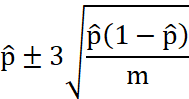 p̂ ± 3√(p̂(1 − p̂)/m)